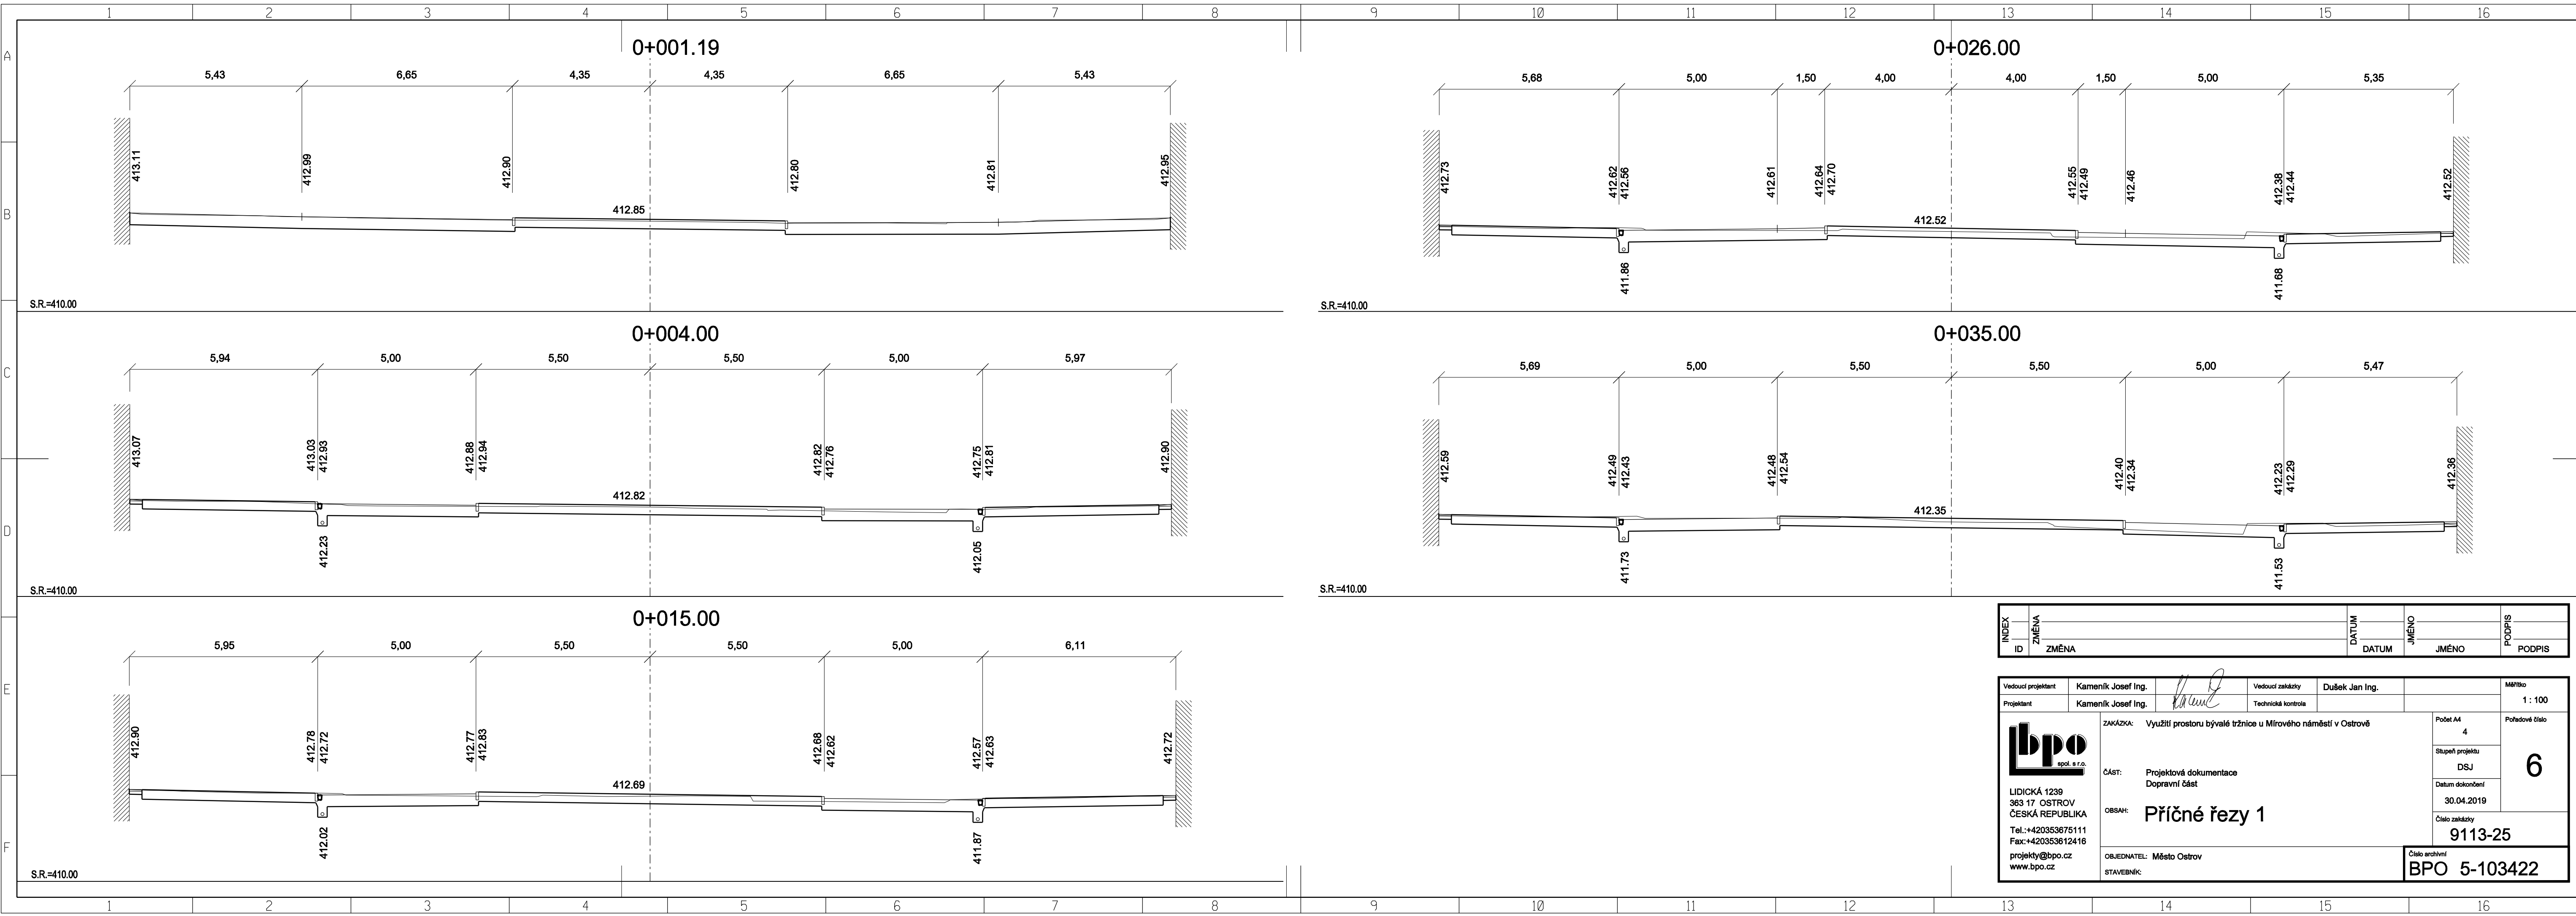 1 2 3 4 5 6 7 8 9 10 11 12 13 14 15 16
A
B
C
D
E
F
0+001.19
5,43 6,65 4,35 4,35 6,65 5,43
413.11 412.99 412.90 412.80 412.81 412.95
412.85
S.R.=410.00
0+004.00
5,94 5,00 5,50 5,50 5,00 5,97
413.07 413.03 412.93 412.88 412.94 412.82 412.76 412.75 412.81 412.90
412.82
412.23 412.05
S.R.=410.00
0+015.00
5,95 5,00 5,50 5,50 5,00 6,11
412.90 412.78 412.72 412.77 412.83 412.68 412.62 412.57 412.63 412.72
412.69
412.02 411.87
S.R.=410.00
0+026.00
5,68 5,00 1,50 4,00 4,00 1,50 5,00 5,35
412.73 412.62 412.56 412.61 412.64 412.70 412.55 412.49 412.46 412.38 412.44 412.52
412.52
411.86 411.68
S.R.=410.00
0+035.00
5,69 5,00 5,50 5,50 5,00 5,47
412.59 412.49 412.43 412.48 412.54 412.40 412.34 412.23 412.29 412.36
412.35
411.73 411.53
S.R.=410.00
INDEX ZMĚNA DATUM JMÉNO PODPIS
ID ZMĚNA DATUM JMÉNO PODPIS
Vedoucí projektant Kameník Josef Ing. Vedoucí zakázky Dušek Jan Ing. Měřítko
Projektant Kameník Josef Ing. Technická kontrola 1 : 100
bpo
spol. s r.o.
LIDICKÁ 1239
363 17 OSTROV
ČESKÁ REPUBLIKA
Tel.:+420353675111
Fax:+420353612416
projekty@bpo.cz
www.bpo.cz
ZAKÁZKA: Využití prostoru bývalé tržnice u Mírového náměstí v Ostrově
ČÁST: Projektová dokumentace
Dopravní část
OBSAH: Příčné řezy 1
OBJEDNATEL: Město Ostrov
STAVEBNÍK:
Počet A4
4
Stupeň projektu
DSJ
Datum dokončení
30.04.2019
Pořadové číslo
6
Číslo zakázky
9113-25
Číslo archivní
BPO 5-103422
1 2 3 4 5 6 7 8 9 10 11 12 13 14 15 16